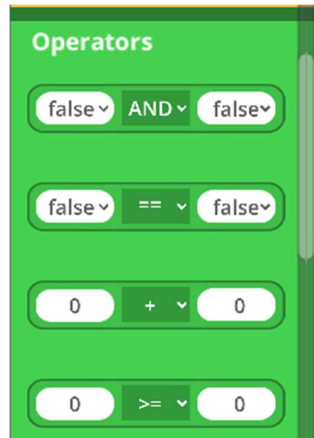 Operators
false AND false
false == false
0 + 0
0 >= 0